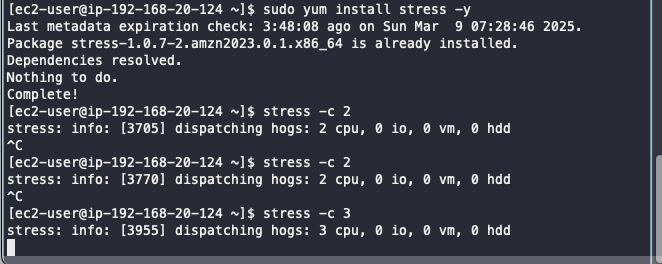 [ec2-user@ip-192-168-20-124 ~]$ sudo yum install stress -y
Last metadata expiration check: 3:48:08 ago on Sun Mar  9 07:28:46 2025.
Package stress-1.0.7-2.amzn2023.0.1.x86_64 is already installed.
Dependencies resolved.
Nothing to do.
Complete!
[ec2-user@ip-192-168-20-124 ~]$ stress -c 2
stress: info: [3705] dispatching hogs: 2 cpu, 0 io, 0 vm, 0 hdd
^C
[ec2-user@ip-192-168-20-124 ~]$ stress -c 2
stress: info: [3770] dispatching hogs: 2 cpu, 0 io, 0 vm, 0 hdd
^C
[ec2-user@ip-192-168-20-124 ~]$ stress -c 3
stress: info: [3955] dispatching hogs: 3 cpu, 0 io, 0 vm, 0 hdd